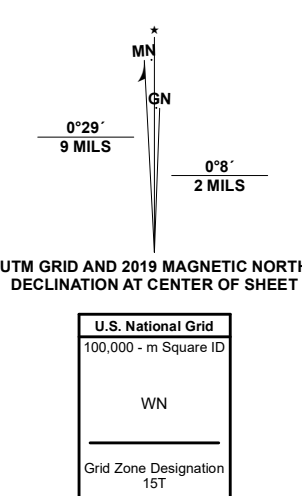 ★
MN
GN
0°29´
9 MILS
0°8´
2 MILS
UTM GRID AND 2019 MAGNETIC NORTH
DECLINATION AT CENTER OF SHEET
U.S. National Grid
100,000 - m Square ID
WN
Grid Zone Designation
15T